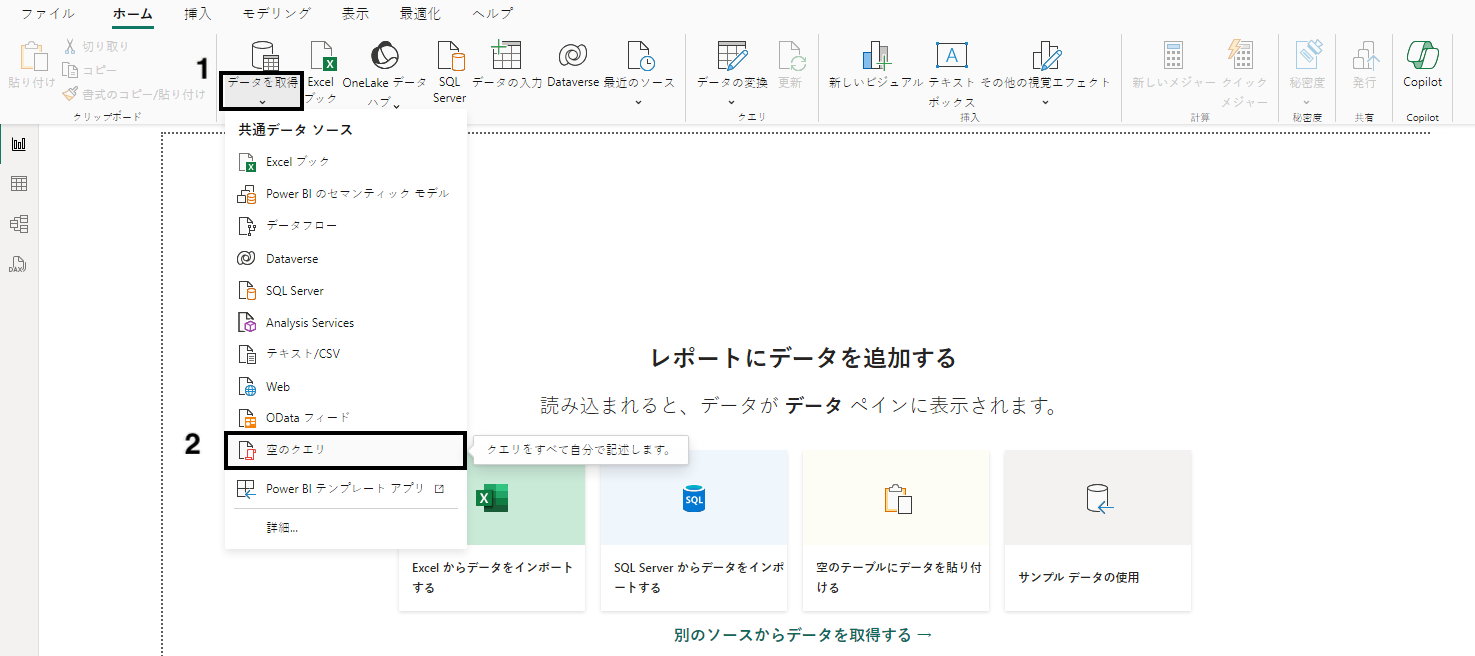 ファイル ホーム 挿入 モデリング 表示 最適化 ヘルプ
貼り付け
切り取り
コピー
書式のコピー/貼り付け
クリップボード
1
データを取得
Excel
ブック
OneLake データ
ハブ
SQL
Server
データの入力
Dataverse
最近のソース
データの変換
更新
クエリ
新しいビジュアル
テキスト
ボックス
その他の視覚エフェクト
A
挿入
新しいメジャー
クイック
メジャー
計算
秘密度
秘密度
発行
共有
Copilot
Copilot
DAX
共通データ ソース
Excel ブック
Power BI のセマンティック モデル
データフロー
Dataverse
SQL Server
Analysis Services
テキスト/CSV
Web
OData フィード
2
空のクエリ
クエリをすべて自分で記述します。
Power BI テンプレート アプリ
詳細...
レポートにデータを追加する
読み込まれると、データが データ ペインに表示されます。
SQL
Excel からデータをインポート
する
SQL Server からデータをインポ
ートする
空のテーブルにデータを貼り付
ける
サンプル データの使用
別のソースからデータを取得する →